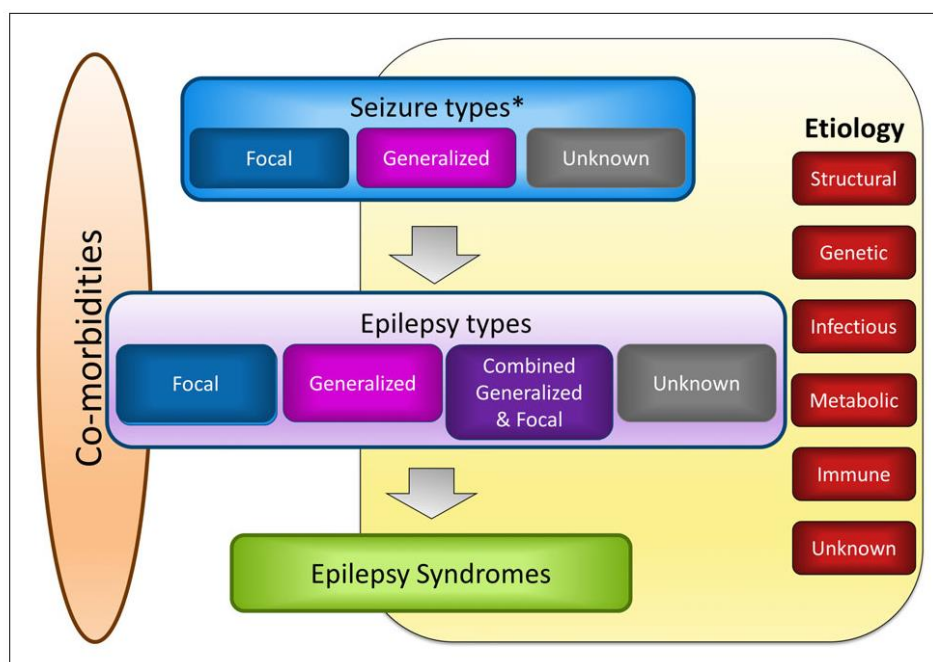 Co-morbidities
Seizure types*
Focal
Generalized
Unknown
Epilepsy types
Focal
Generalized
Combined
Generalized
& Focal
Unknown
Epilepsy Syndromes
Etiology
Structural
Genetic
Infectious
Metabolic
Immune
Unknown